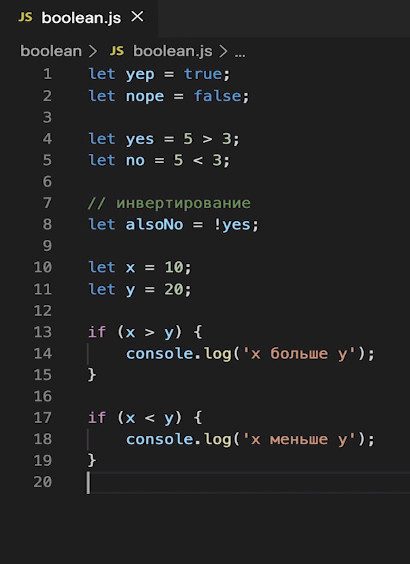 JS boolean.js ×
boolean > JS boolean.js > ...
1 let yep = true;
2 let nope = false;
3
4 let yes = 5 > 3;
5 let no = 5 < 3;
6
7 // инвертирование
8 let alsoNo = !yes;
9
10 let x = 10;
11 let y = 20;
12
13 if (x > y) {
14     console.log('x больше y');
15 }
16
17 if (x < y) {
18     console.log('x меньше y');
19 }
20